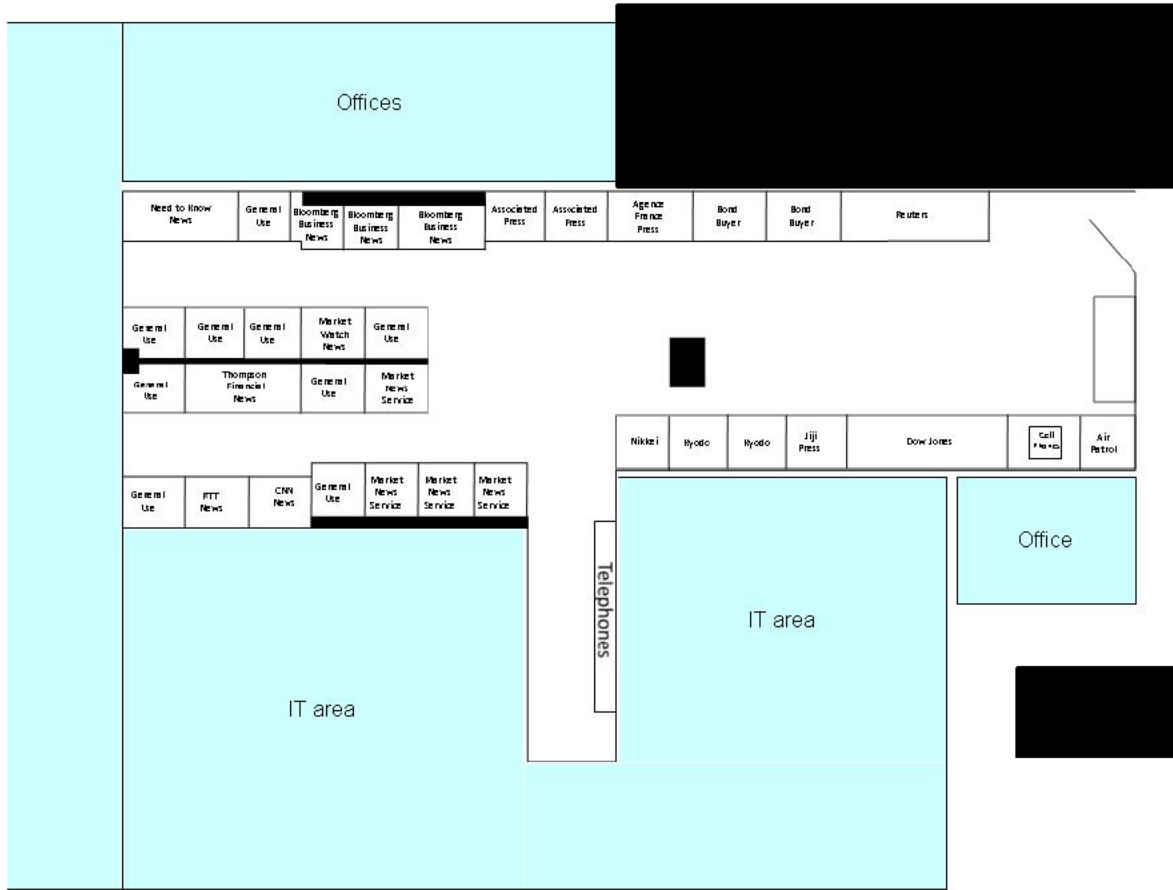 Offices
Need to Know
News
General
Use
Bloomberg
Business
News
Bloomberg
Business
News
Bloomberg
Business
News
Associated
Press
Associated
Press
Agence
France
Press
Bond
Buyer
Bond
Buyer
Reuters
General
Use
General
Use
General
Use
Market
Watch
News
General
Use
General
Use
Thompson
Financial
News
General
Use
Market
News
Service
Nikkei
Kyodo
Kyodo
Jiji
Press
Dow Jones
Cell
Phones
Air
Patrol
General
Use
RTT
News
CNN
News
General
Use
Market
News
Service
Market
News
Service
Market
News
Service
Telephones
IT area
Office
IT area